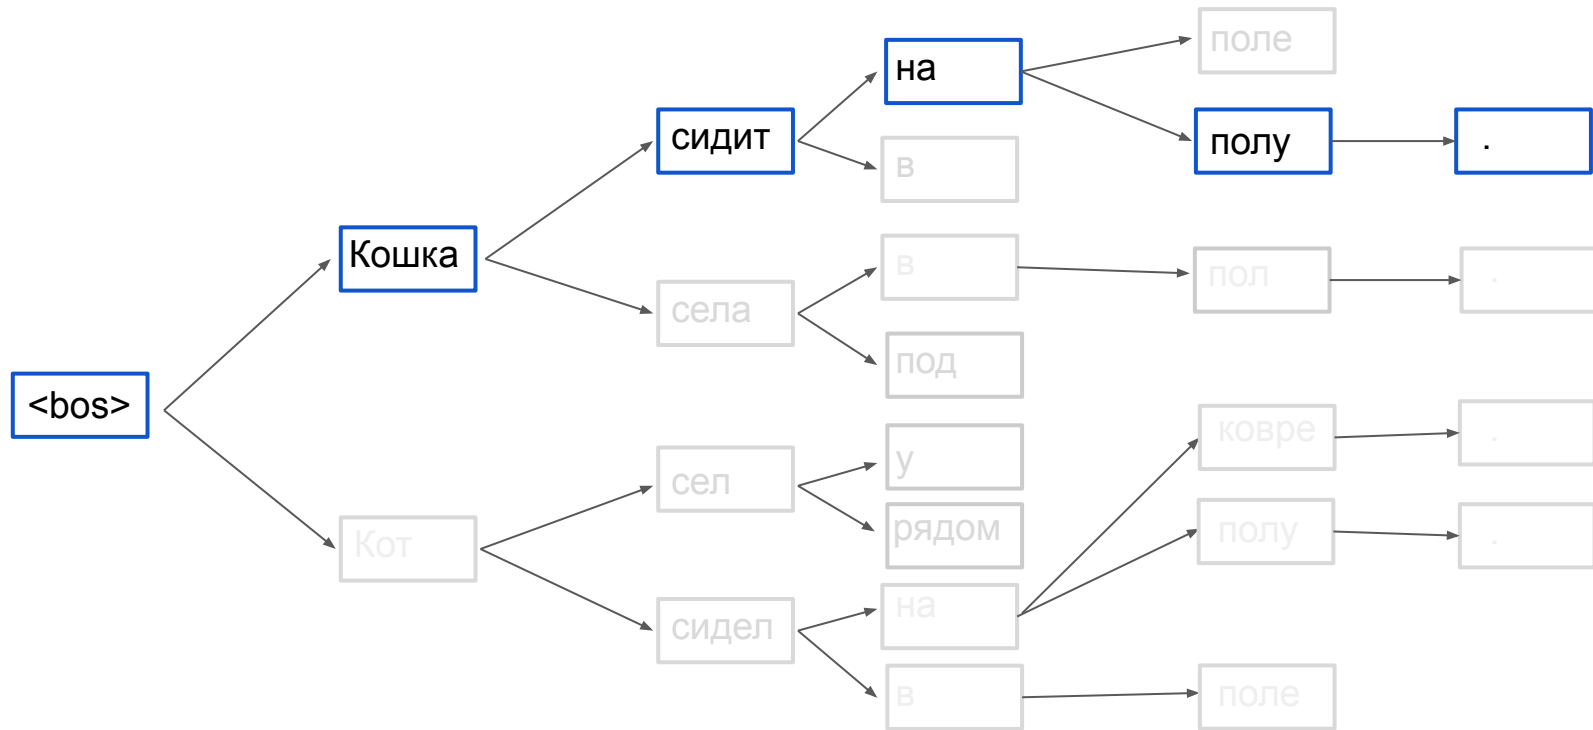 поле
на
полу
.
сидит
в
Кошка
в
пол
.
села
под
<bos>
ковре
.
у
сел
рядом
полу
.
Кот
на
сидел
в
поле